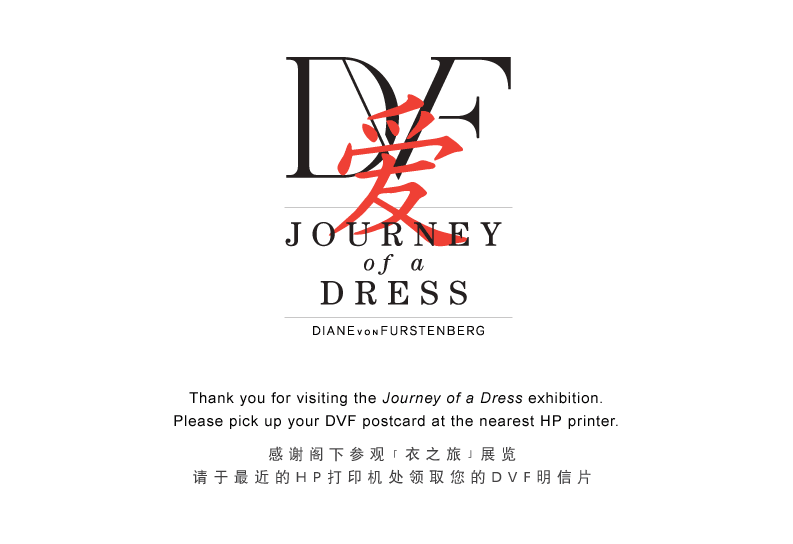 DVF
爱
JOURNEY
of a
DRESS
DIANE VON FURSTENBERG
Thank you for visiting the Journey of a Dress exhibition.
Please pick up your DVF postcard at the nearest HP printer.
感谢阁下参观「衣之旅」展览
请于最近的HP打印机处领取您的DVF明信片